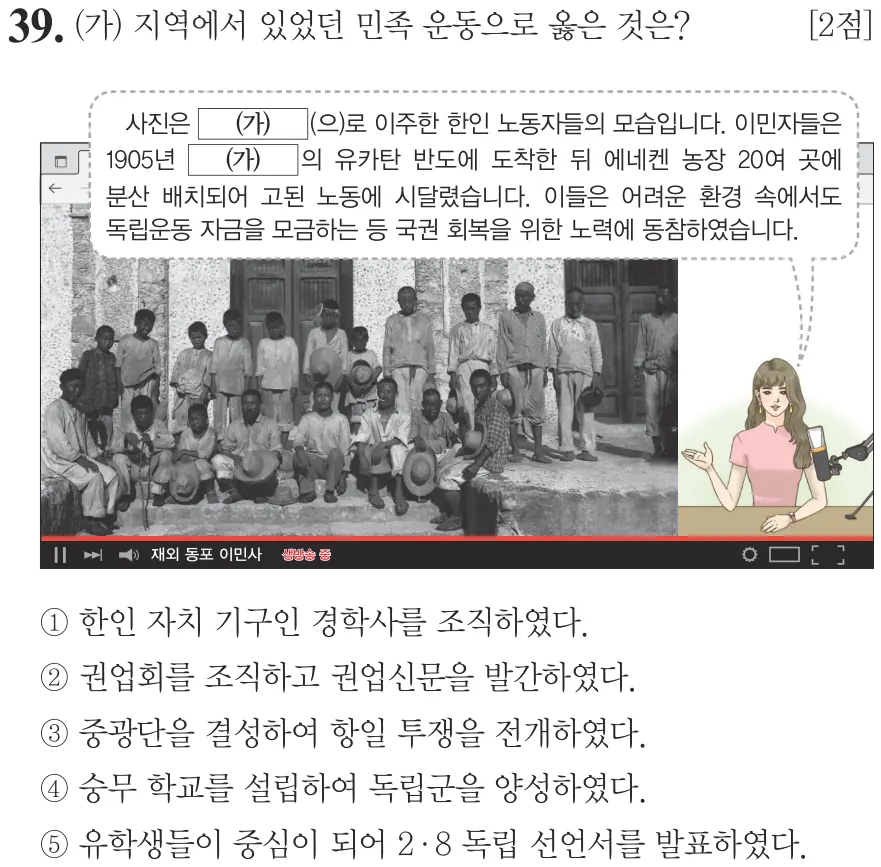 39. (가) 지역에서 있었던 민족 운동으로 옳은 것은? [2점]
사진은 (가) (으)로 이주한 한인 노동자들의 모습입니다. 이민자들은
1905년 (가) 의 유카탄 반도에 도착한 뒤 에네켄 농장 20여 곳에
분산 배치되어 고된 노동에 시달렸습니다. 이들은 어려운 환경 속에서도
독립운동 자금을 모금하는 등 국권 회복을 위한 노력에 동참하였습니다.
재외 동포 이민사 생방송 중
① 한인 자치 기구인 경학사를 조직하였다.
② 권업회를 조직하고 권업신문을 발간하였다.
③ 중광단을 결성하여 항일 투쟁을 전개하였다.
④ 숭무 학교를 설립하여 독립군을 양성하였다.
⑤ 유학생들이 중심이 되어 2·8 독립 선언서를 발표하였다.